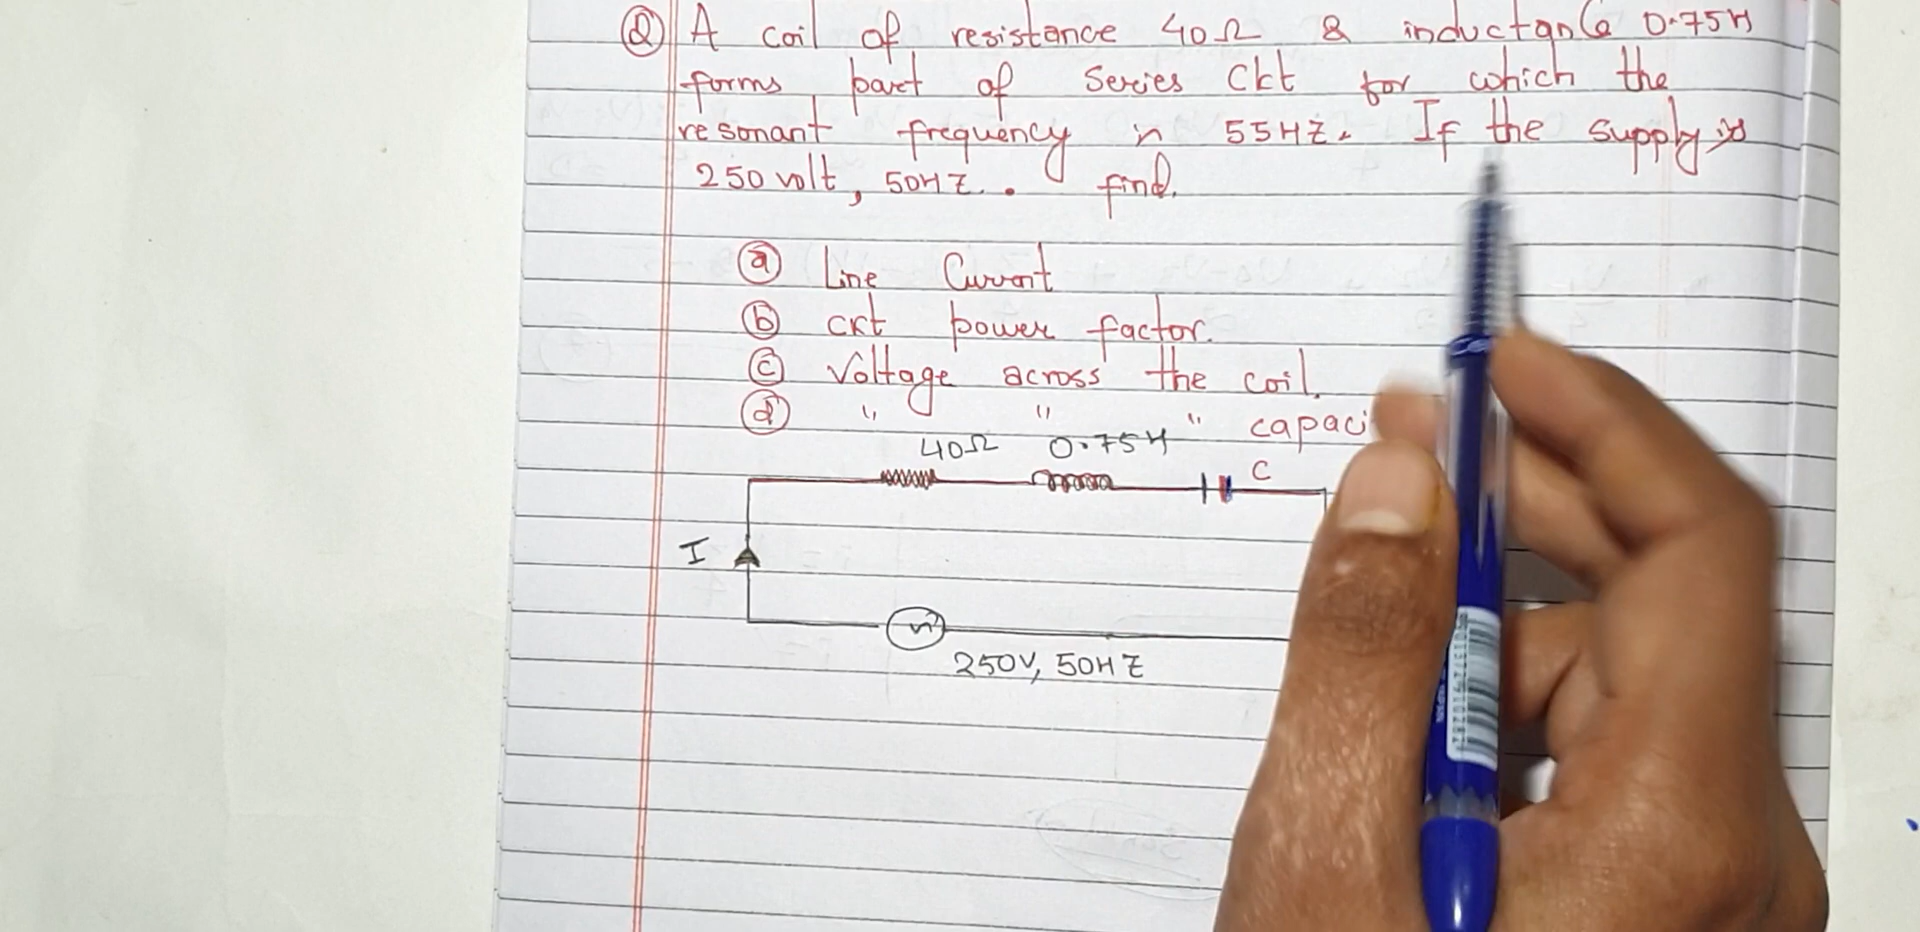 Q A coil of resistance 40Ω & inductance 0.75H
forms part of Series Ckt for which the
resonant frequency is 55HZ. If the supply is
250 volt, 50HZ. . find.
a Line Current
b ckt power factor.
c Voltage across the coil.
d " " " capaci
40Ω 0.75H
C
I
250V, 50HZ